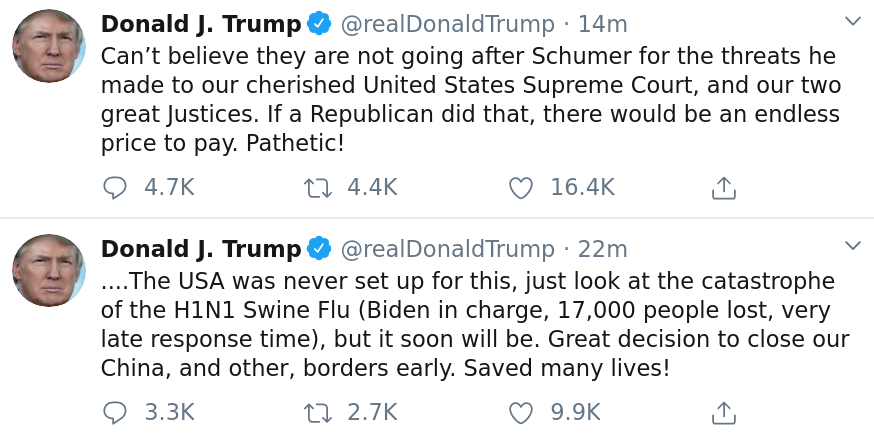 Donald J. Trump @realDonaldTrump · 14m
Can’t believe they are not going after Schumer for the threats he
made to our cherished United States Supreme Court, and our two
great Justices. If a Republican did that, there would be an endless
price to pay. Pathetic!
4.7K 4.4K 16.4K
Donald J. Trump @realDonaldTrump · 22m
....The USA was never set up for this, just look at the catastrophe
of the H1N1 Swine Flu (Biden in charge, 17,000 people lost, very
late response time), but it soon will be. Great decision to close our
China, and other, borders early. Saved many lives!
3.3K 2.7K 9.9K